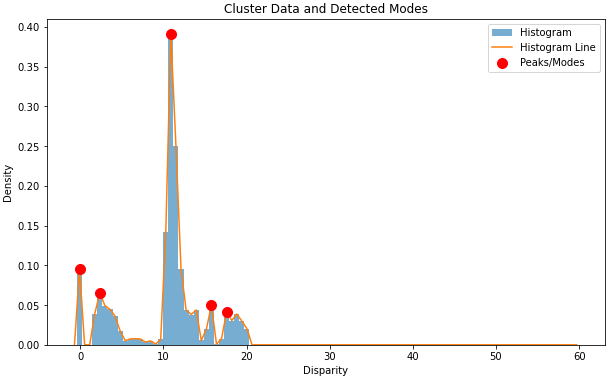 Cluster Data and Detected Modes
Histogram
Histogram Line
Peaks/Modes
0.40
0.35
0.30
0.25
0.20
0.15
0.10
0.05
0.00
Density
0 10 20 30 40 50 60
Disparity